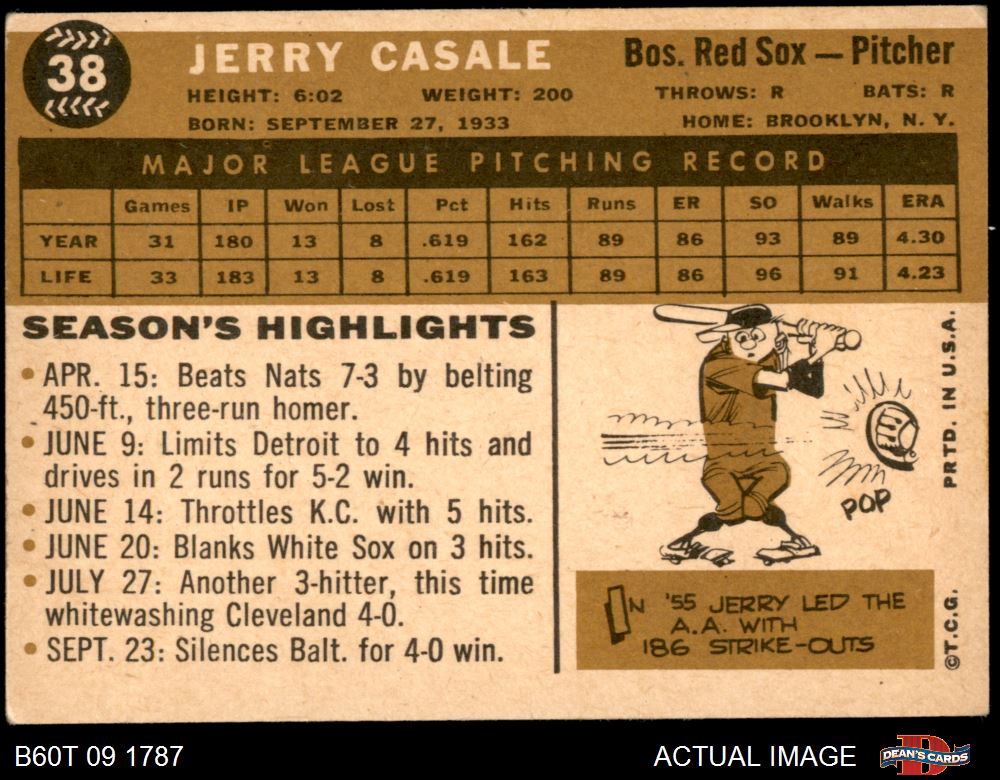 38
JERRY CASALE
Bos. Red Sox — Pitcher
HEIGHT: 6:02 WEIGHT: 200 THROWS: R BATS: R
BORN: SEPTEMBER 27, 1933 HOME: BROOKLYN, N. Y.
MAJOR LEAGUE PITCHING RECORD
Games IP Won Lost Pct Hits Runs ER SO Walks ERA
YEAR 31 180 13 8 .619 162 89 86 93 89 4.30
LIFE 33 183 13 8 .619 163 89 86 96 91 4.23
SEASON'S HIGHLIGHTS
• APR. 15: Beats Nats 7-3 by belting
450-ft., three-run homer.
• JUNE 9: Limits Detroit to 4 hits and
drives in 2 runs for 5-2 win.
• JUNE 14: Throttles K.C. with 5 hits.
• JUNE 20: Blanks White Sox on 3 hits.
• JULY 27: Another 3-hitter, this time
whitewashing Cleveland 4-0.
• SEPT. 23: Silences Balt. for 4-0 win.
POP
IN '55 JERRY LED THE
A.A. WITH
186 STRIKE-OUTS
©T.C.G. PRTD. IN U.S.A.
B60T 09 1787 ACTUAL IMAGE
DEAN'S CARDS